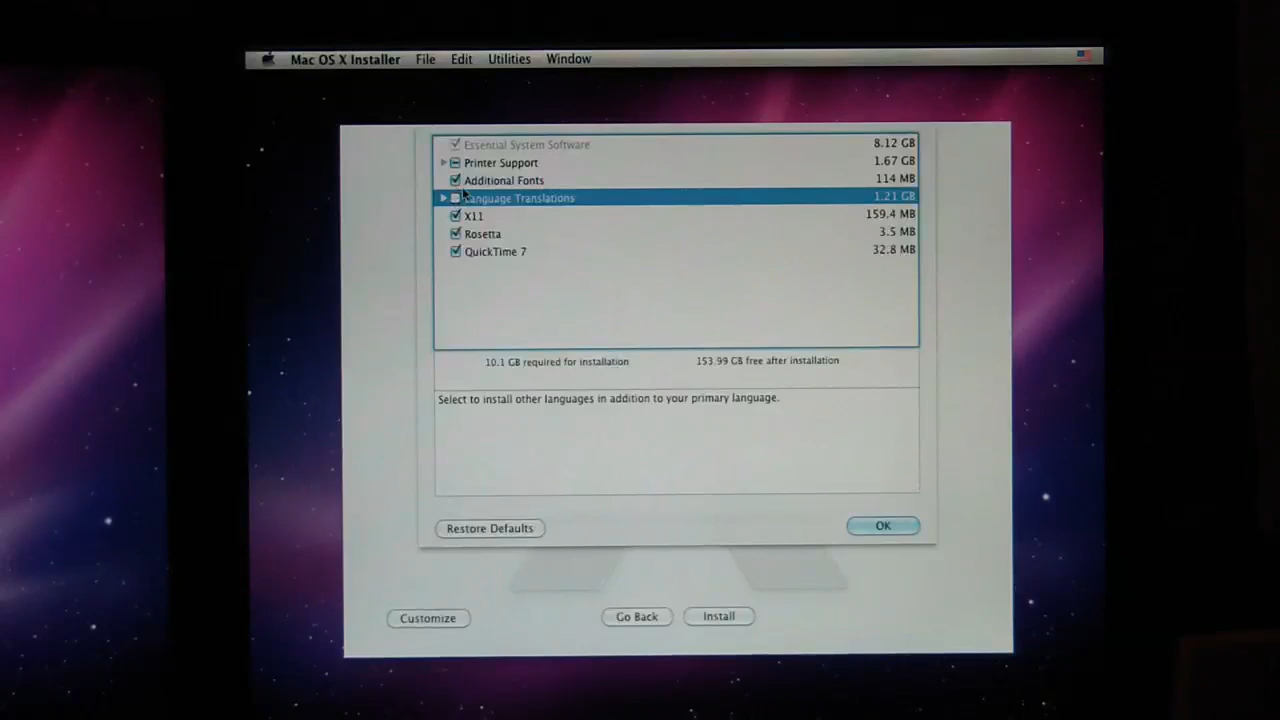 Mac OS X Installer File Edit Utilities Window
Essential System Software 8.12 GB
Printer Support 1.67 GB
Additional Fonts 114 MB
Language Translations 1.21 GB
X11 159.4 MB
Rosetta 3.5 MB
QuickTime 7 32.8 MB
10.1 GB required for installation 153.99 GB free after installation
Select to install other languages in addition to your primary language.
Restore Defaults OK
Customize Go Back Install